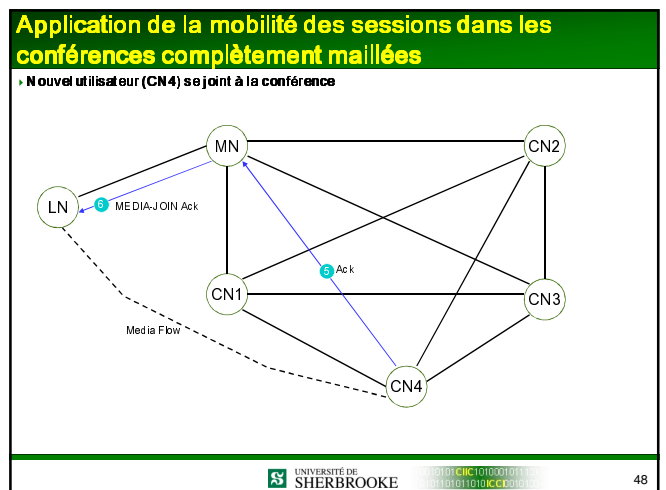 Application de la mobilité des sessions dans les
conférences complètement maillées
Nouvel utilisateur (CN4) se joint à la conférence
MN
CN2
LN
6 MEDIA-JOIN Ack
5 Ack
CN1
CN3
Media Flow
CN4
UNIVERSITÉ DE
SHERBROOKE
48